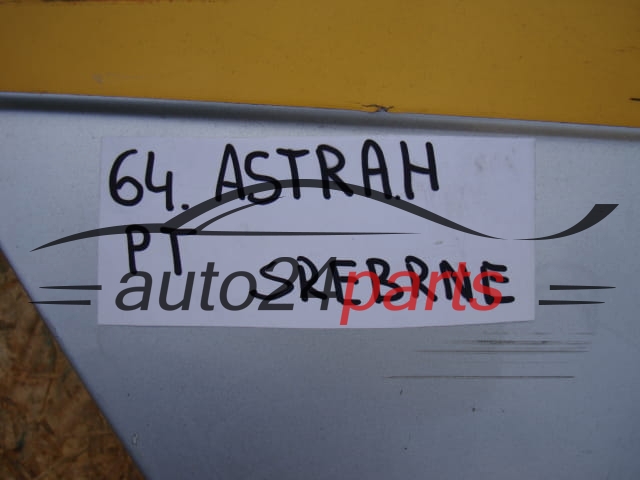 64. ASTRA.H
PT
SREBRNE
auto24parts